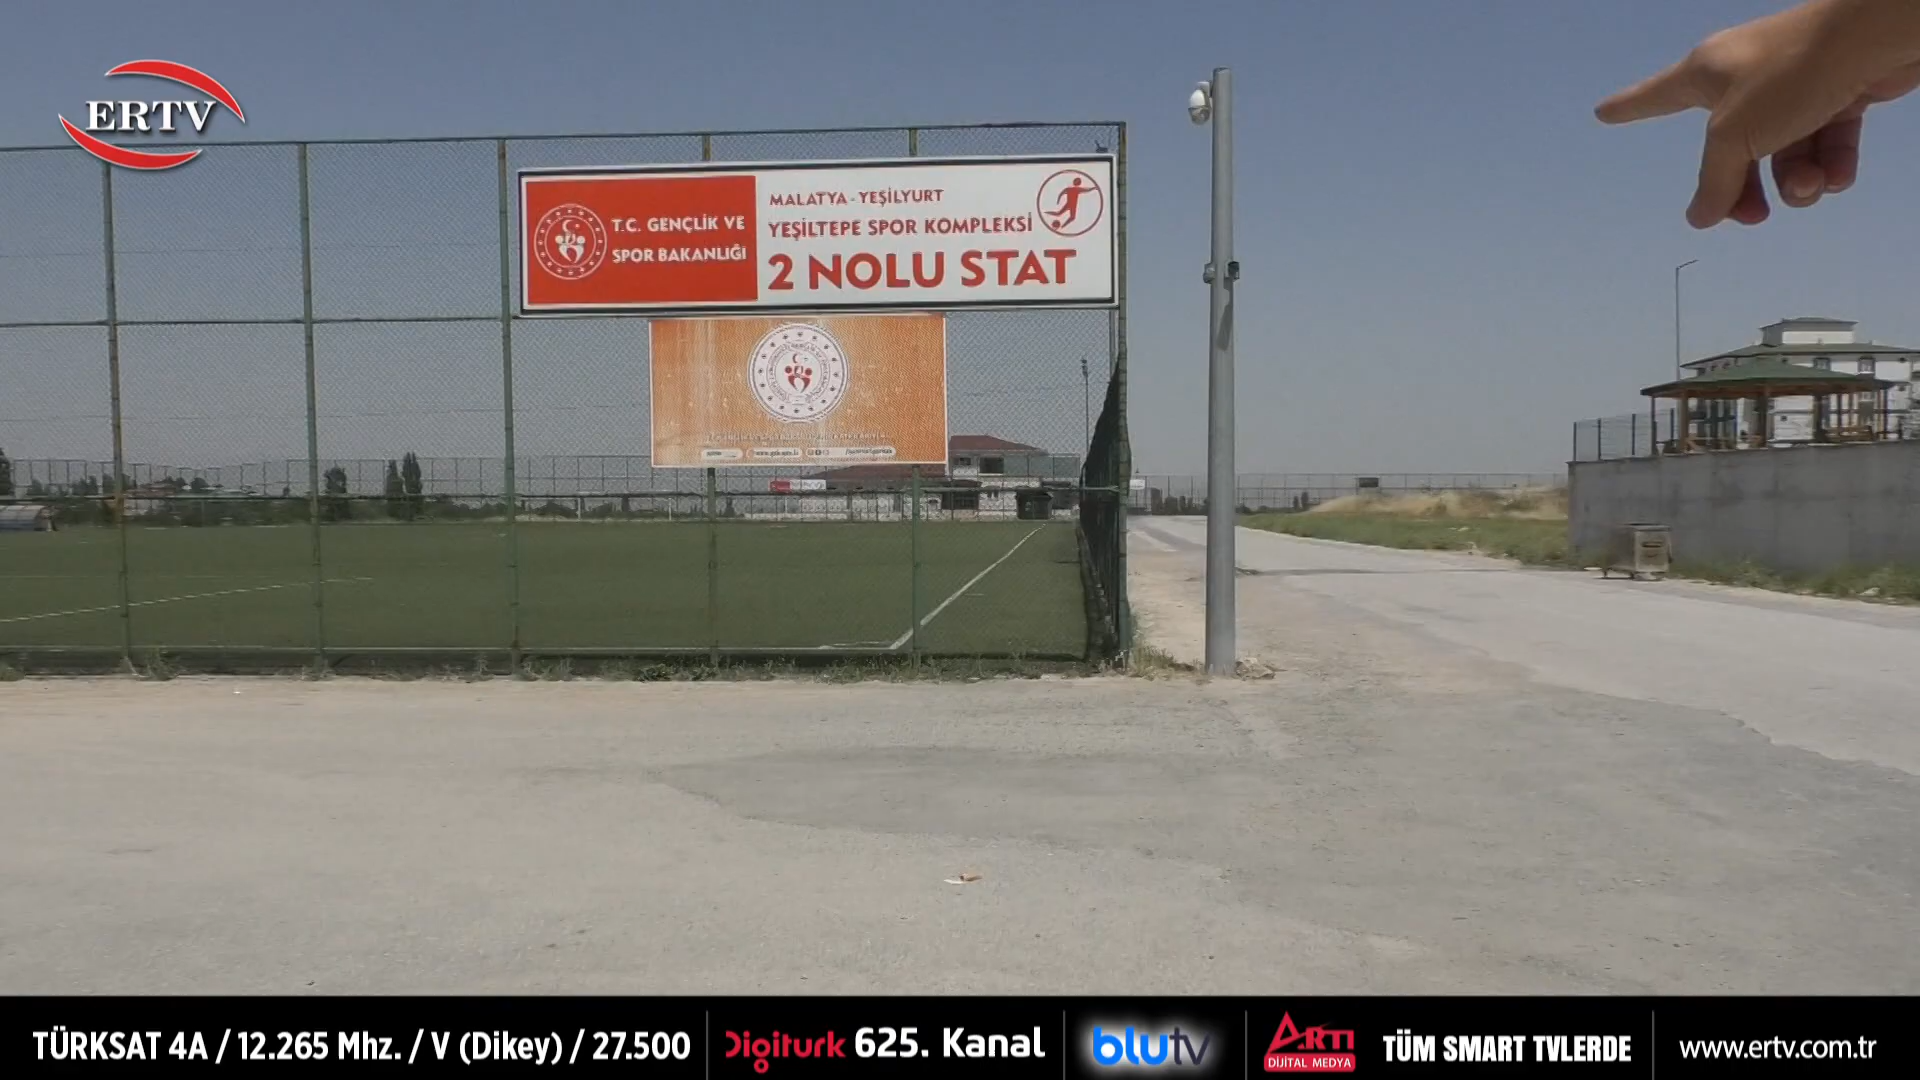 ERTV
T.C. GENÇLİK VE
SPOR BAKANLIĞI
MALATYA - YEŞİLYURT
YEŞİLTEPE SPOR KOMPLEKSİ
2 NOLU STAT
TÜRKSAT 4A / 12.265 Mhz. / V (Dikey) / 27.500
Digiturk 625. Kanal
blutv
ARTI
DİJİTAL MEDYA
TÜM SMART TVLERDE
www.ertv.com.tr